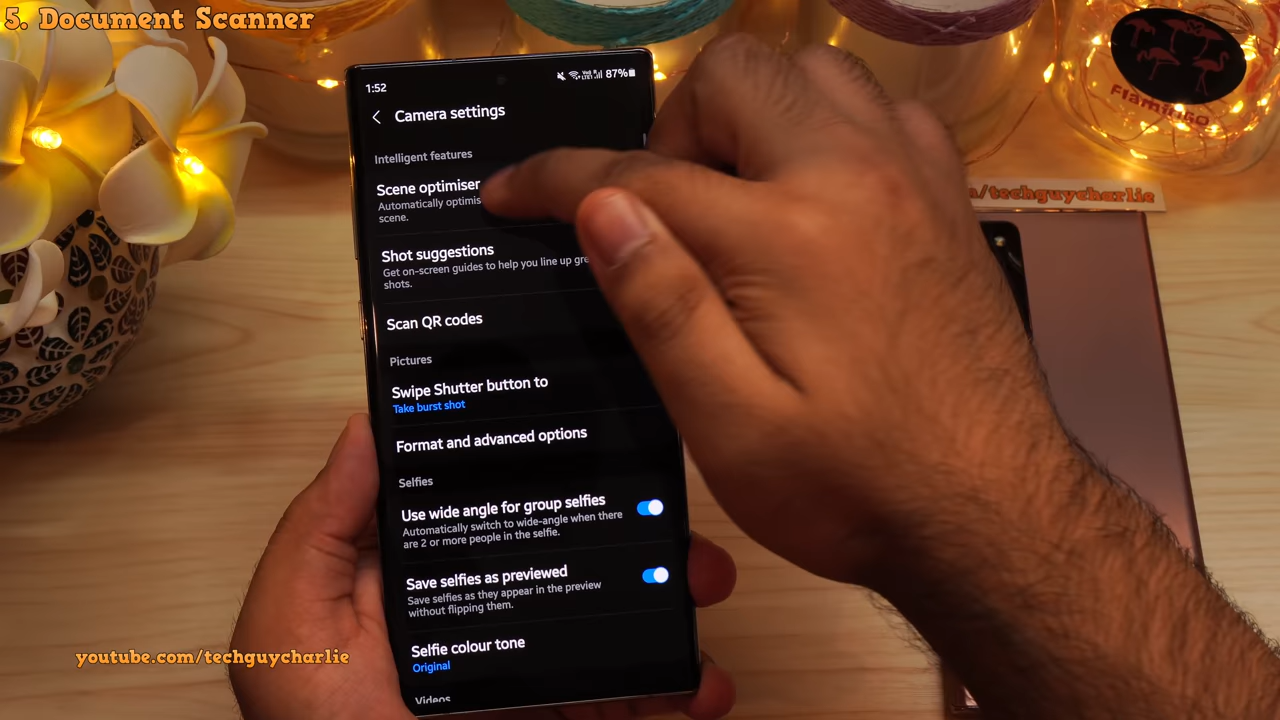 5. Document Scanner
1:52
87%
Camera settings
Intelligent features
Scene optimiser
Automatically optimis
scene.
Shot suggestions
Get on-screen guides to help you line up gre
shots.
Scan QR codes
Pictures
Swipe Shutter button to
Take burst shot
Format and advanced options
Selfies
Use wide angle for group selfies
Automatically switch to wide-angle when there
are 2 or more people in the selfie.
Save selfies as previewed
Save selfies as they appear in the preview
without flipping them.
Selfie colour tone
Original
Videos
Flamingo
/techguycharlie
youtube.com/techguycharlie